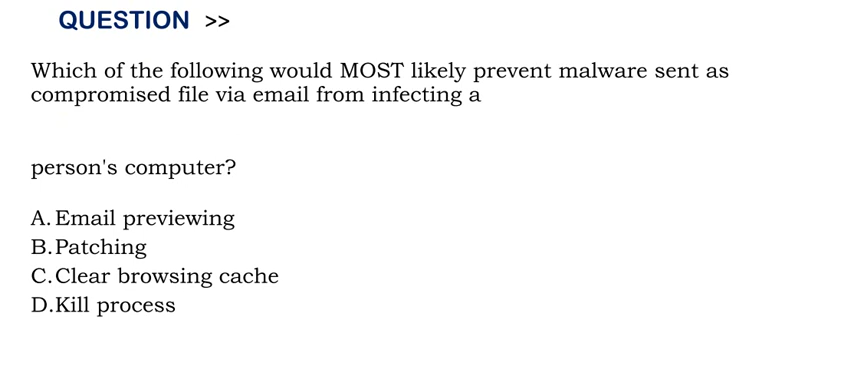 QUESTION >>
Which of the following would MOST likely prevent malware sent as
compromised file via email from infecting a
person's computer?
A. Email previewing
B.Patching
C.Clear browsing cache
D.Kill process